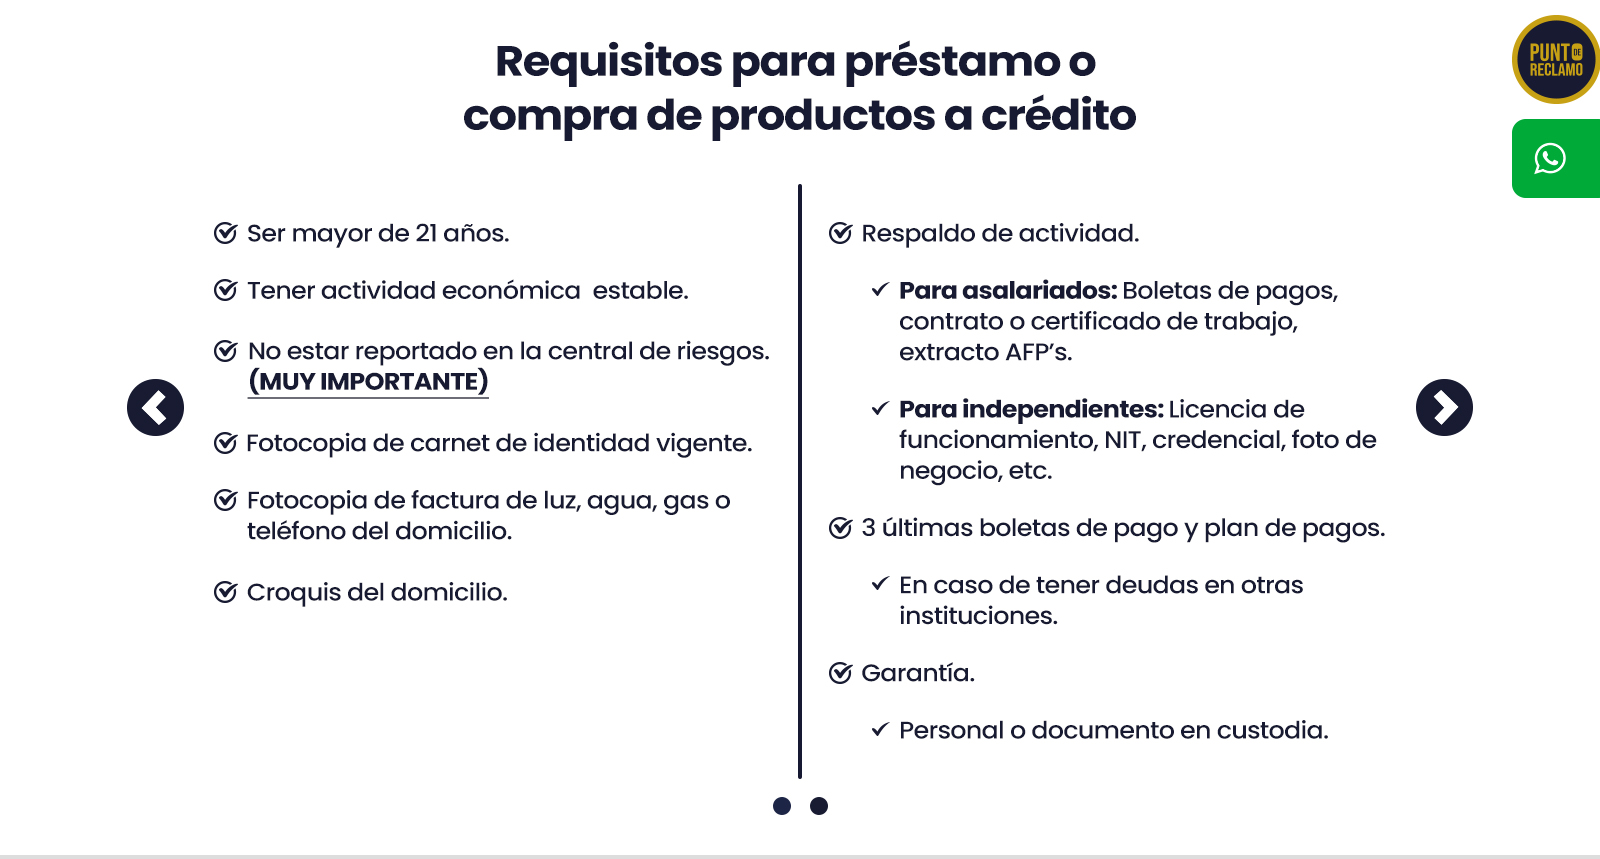 Requisitos para préstamo o
compra de productos a crédito
PUNTO DE
RECLAMO
Ser mayor de 21 años.
Tener actividad económica  estable.
No estar reportado en la central de riesgos.
(MUY IMPORTANTE)
Fotocopia de carnet de identidad vigente.
Fotocopia de factura de luz, agua, gas o
teléfono del domicilio.
Croquis del domicilio.
Respaldo de actividad.
Para asalariados: Boletas de pagos,
contrato o certificado de trabajo,
extracto AFP’s.
Para independientes: Licencia de
funcionamiento, NIT, credencial, foto de
negocio, etc.
3 últimas boletas de pago y plan de pagos.
En caso de tener deudas en otras
instituciones.
Garantía.
Personal o documento en custodia.